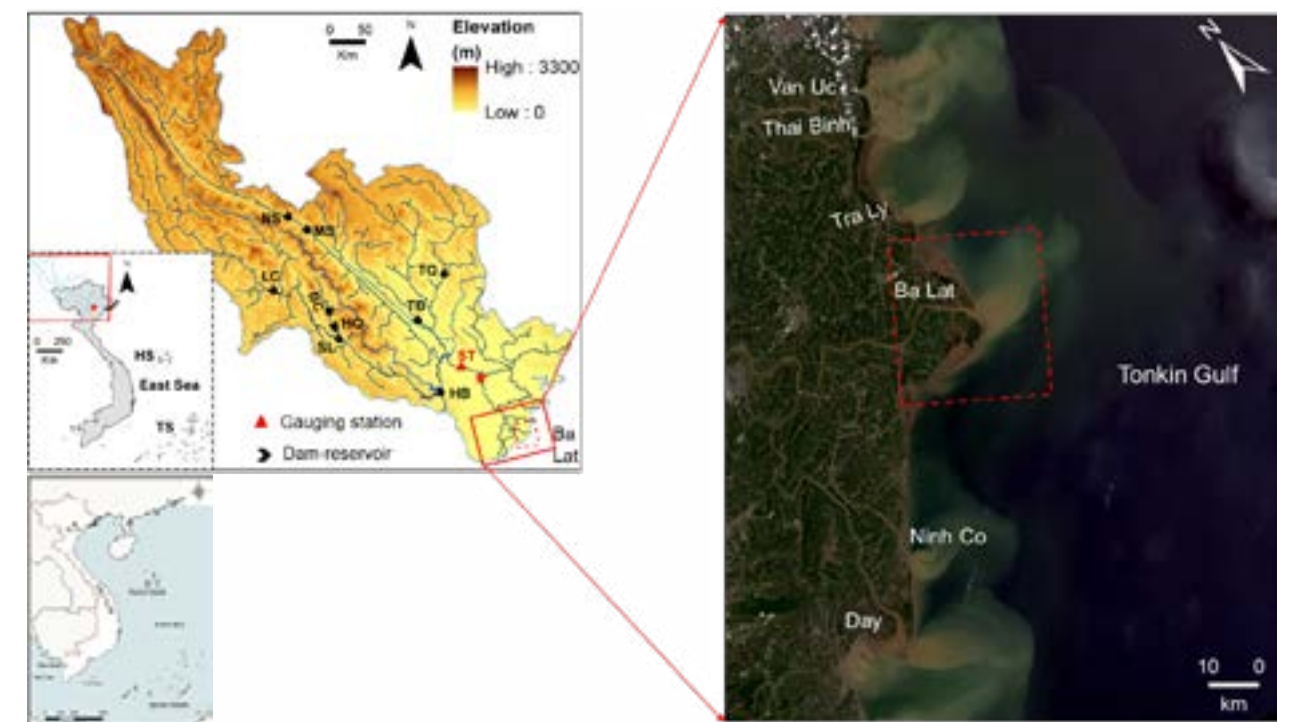 0 50
Km
N
Elevation
(m)
High : 3300
Low : 0
NS
MS
LC
TQ
TB
HQ
SL
ST
HB
Gauging station
Dam-reservoir
Ba
Lat
0 250
Km
HS
East Sea
TS
N
Van Uc
Thai Binh
Tra Ly
Ba Lat
Tonkin Gulf
Ninh Co
Day
10 0
km